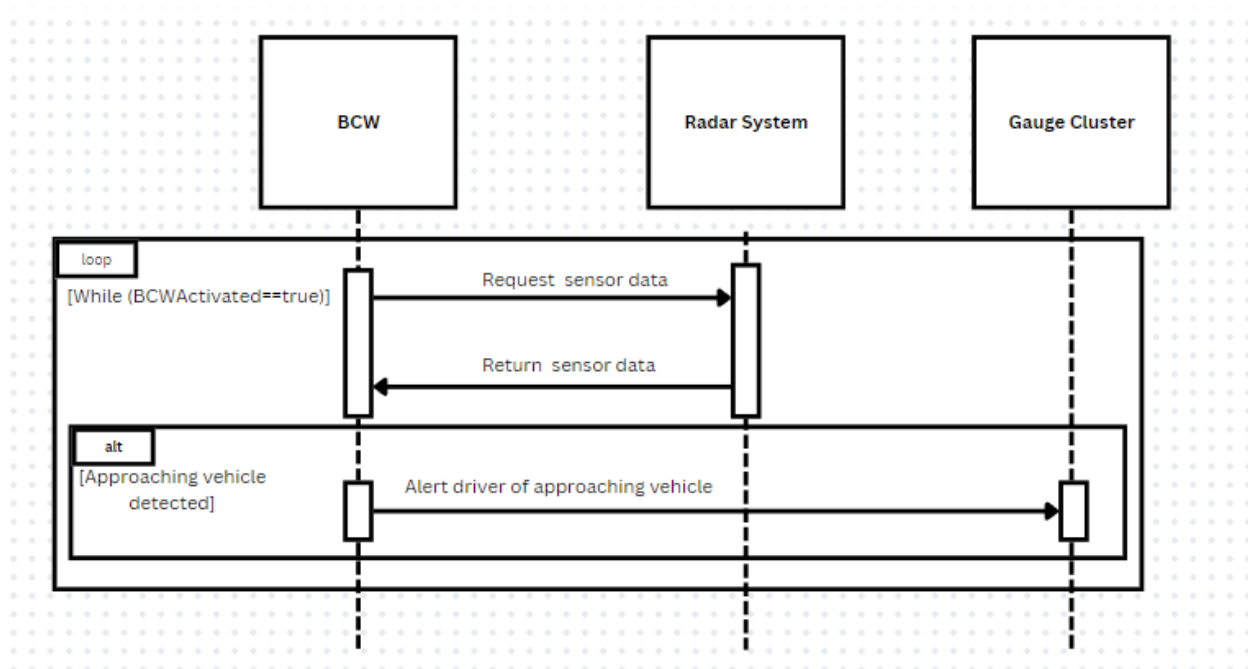 BCW
Radar System
Gauge Cluster
loop
[While (BCWActivated==true)]
Request sensor data
Return sensor data
alt
[Approaching vehicle
detected]
Alert driver of approaching vehicle